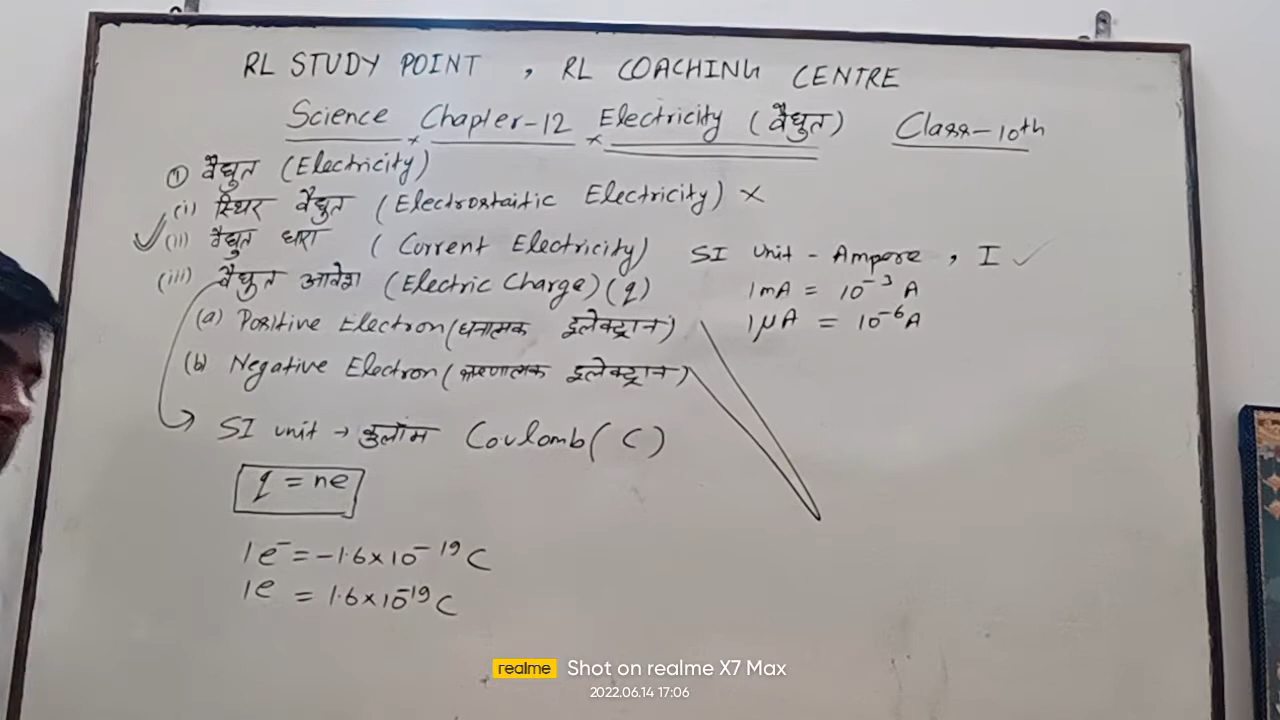 RL STUDY POINT , RL COACHING CENTRE
Science Chapter-12 Electricity (वैधुत) Class-10th
① वैधुत (Electricity)
(i) स्थिर वैधुत (Electrostaitic Electricity) ×
(ii) वैधुत धारा (Current Electricity) SI Unit - Ampere , I ✓
(iii) वैधुत आवेश (Electric Charge) (q)
1mA = 10⁻³ A
(a) Positive Electron (धनात्मक इलेक्ट्रान)
1μA = 10⁻⁶A
(b) Negative Electron (ऋणात्मक इलेक्ट्रान)
SI unit → कुलॉम Coulomb ( C )
q = ne
1e⁻ = -1.6×10⁻¹⁹ C
1e = 1.6×10⁻¹⁹ C
realme Shot on realme X7 Max
2022.06.14 17:06